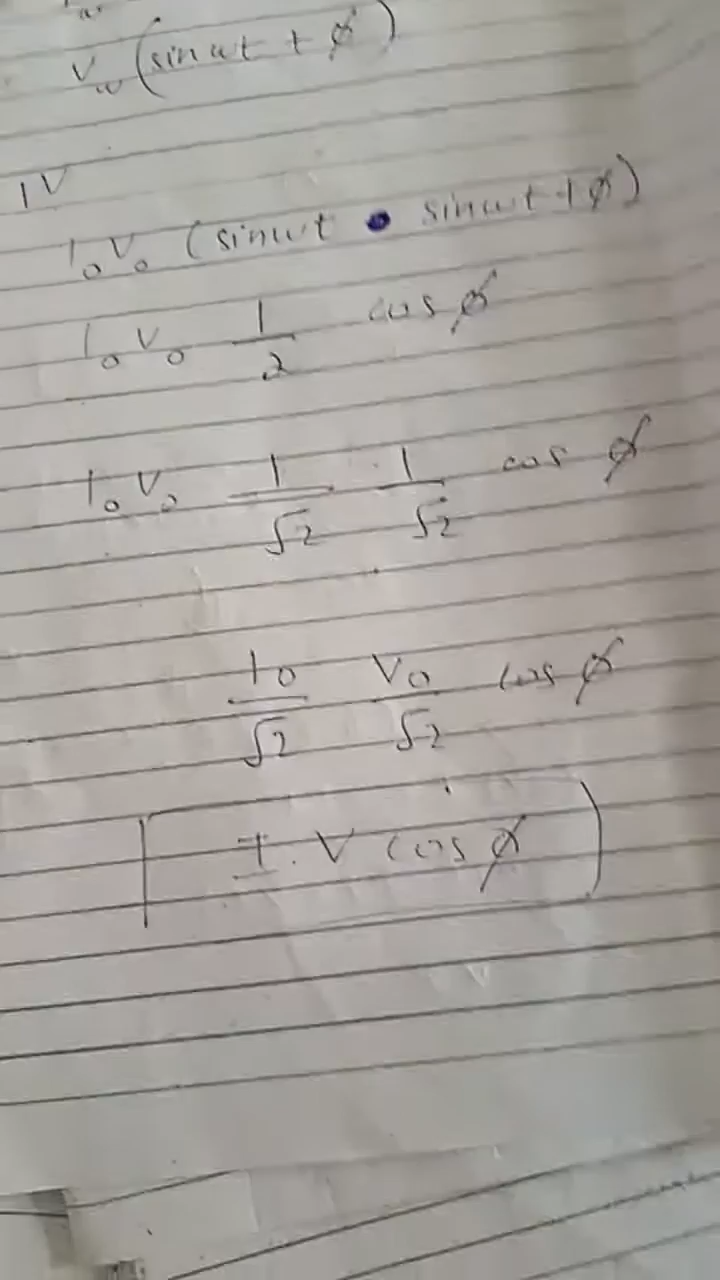 V₀ (sinωt + ϕ)
IV
I₀V₀ (sinωt • sinωt + ϕ)
I₀V₀ 1/2 cos ϕ
I₀V₀ 1/√2 · 1/√2 cos ϕ
I₀/√2 V₀/√2 cos ϕ
I . V cos ϕ